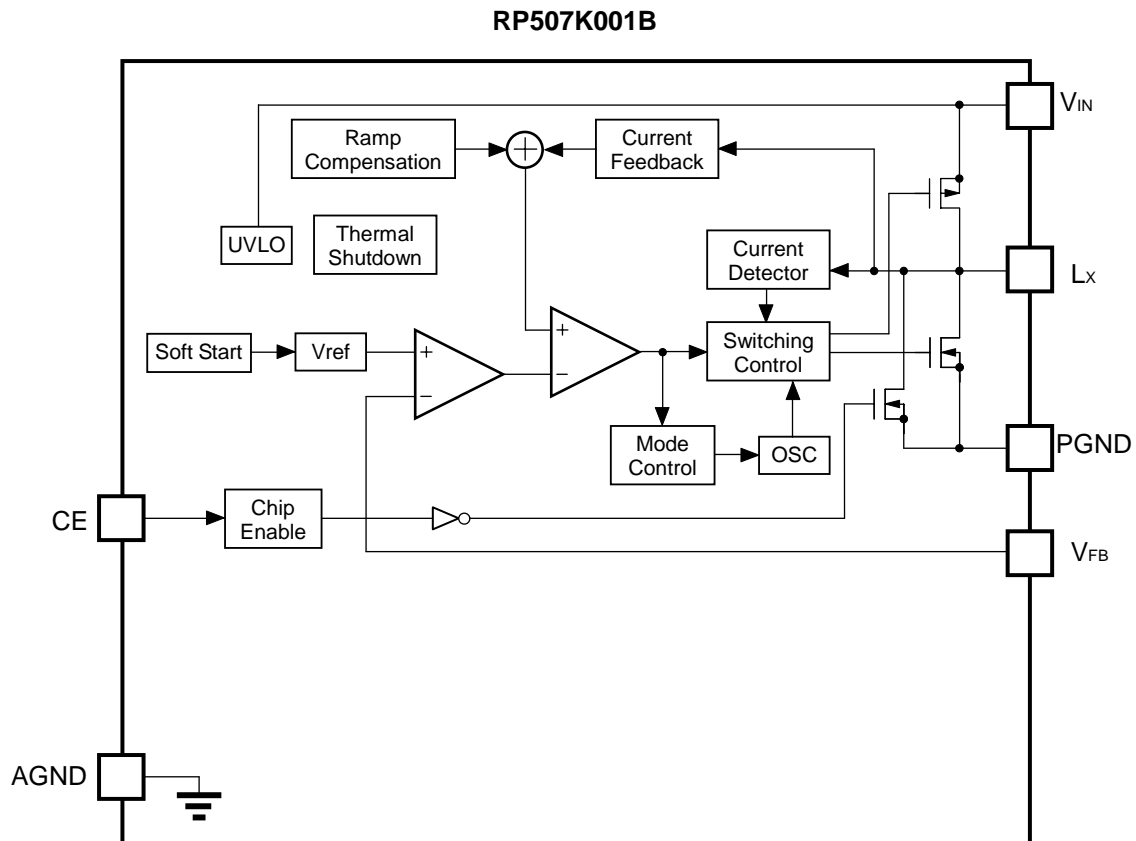 RP507K001B
VIN
Ramp
Compensation
+
Current
Feedback
UVLO
Thermal
Shutdown
Current
Detector
LX
Soft Start
Vref
+
−
+
−
Switching
Control
Mode
Control
OSC
PGND
CE
Chip
Enable
VFB
AGND